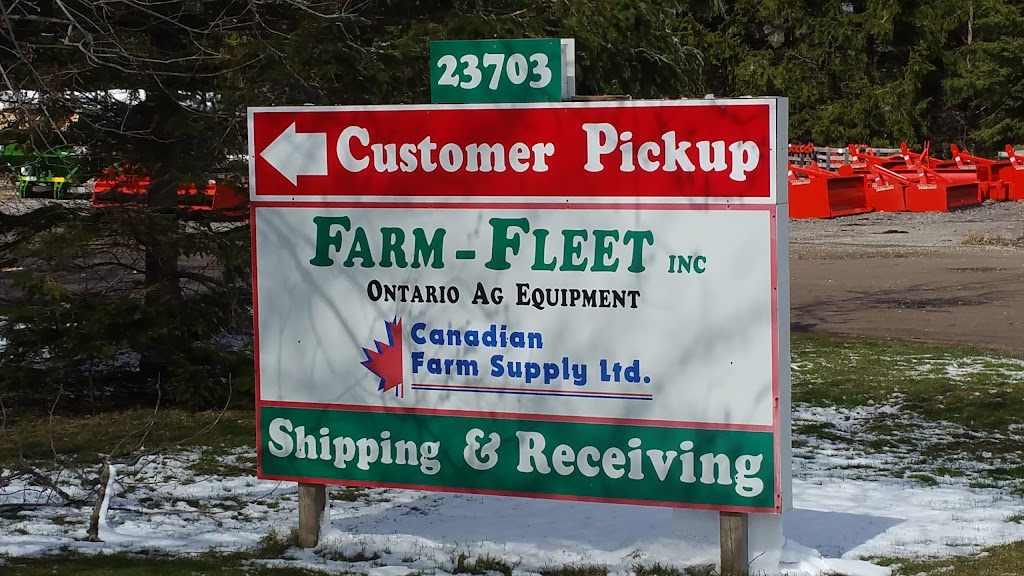 23703
Customer Pickup
FARM-FLEET INC
ONTARIO AG EQUIPMENT
Canadian
Farm Supply Ltd.
Shipping & Receiving